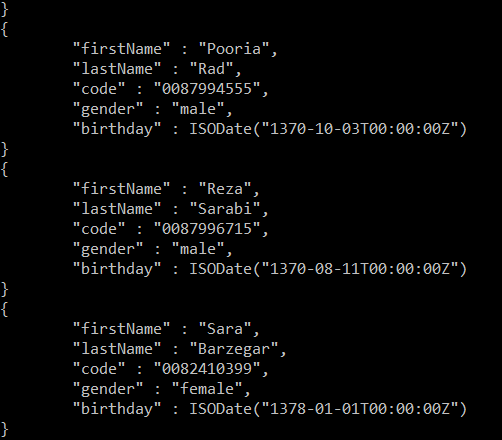 }
{
        "firstName" : "Pooria",
        "lastName" : "Rad",
        "code" : "0087994555",
        "gender" : "male",
        "birthday" : ISODate("1370-10-03T00:00:00Z")
}
{
        "firstName" : "Reza",
        "lastName" : "Sarabi",
        "code" : "0087996715",
        "gender" : "male",
        "birthday" : ISODate("1370-08-11T00:00:00Z")
}
{
        "firstName" : "Sara",
        "lastName" : "Barzegar",
        "code" : "0082410399",
        "gender" : "female",
        "birthday" : ISODate("1378-01-01T00:00:00Z")
}